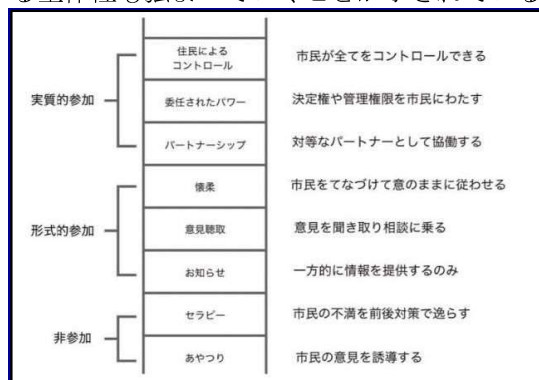 住民による
コントロール
市民が全てをコントロールできる
実質的参加
委任されたパワー
決定権や管理権限を市民にわたす
パートナーシップ
対等なパートナーとして協働する
懐柔
市民をてなづけて意のままに従わせる
形式的参加
意見聴取
意見を聞き取り相談に乗る
お知らせ
一方的に情報を提供するのみ
セラピー
市民の不満を前後対策で逸らす
非参加
あやつり
市民の意見を誘導する